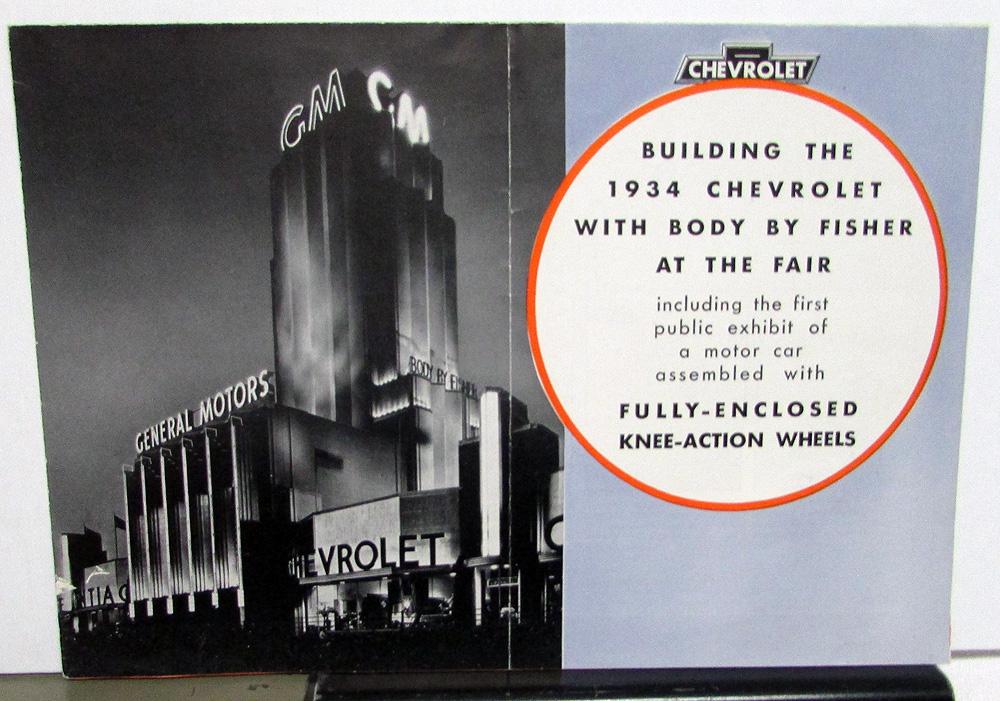 GM GM
BODY BY FISHER
GENERAL MOTORS
CHEVROLET
CHEVROLET
BUILDING THE
1934 CHEVROLET
WITH BODY BY FISHER
AT THE FAIR
including the first
public exhibit of
a motor car
assembled with
FULLY-ENCLOSED
KNEE-ACTION WHEELS